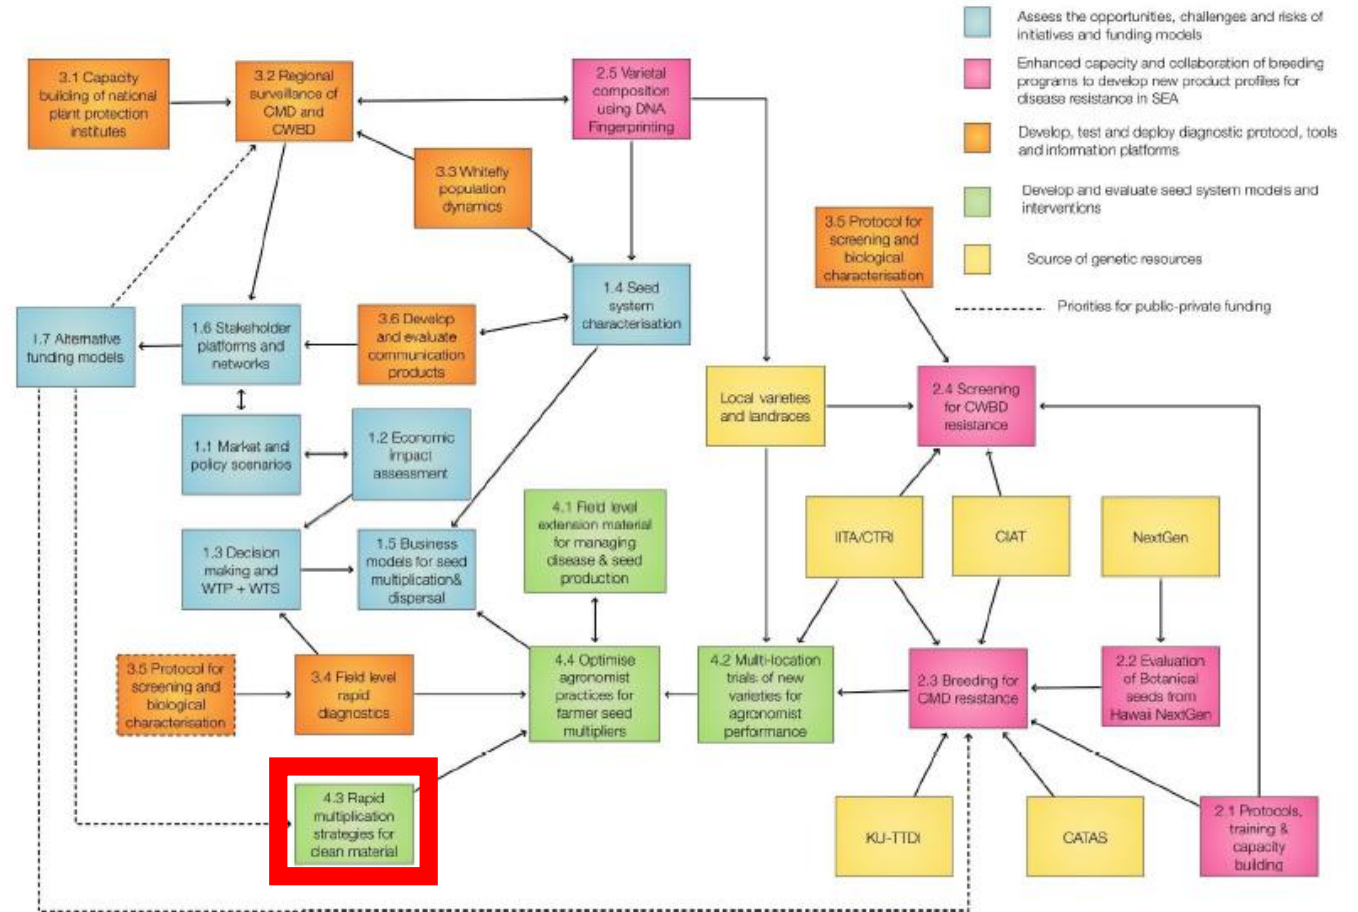 Assess the opportunities, challenges and risks of
initiatives and funding models
Enhanced capacity and collaboration of breeding
programs to develop new product profiles for
disease resistance in SEA
Develop, test and deploy diagnostic protocol, tools
and information platforms
Develop and evaluate seed system models and
interventions
Source of genetic resources
Priorities for public-private funding
3.1 Capacity
building of national
plant protection
institutes
3.2 Regional
surveillance of
CMD and
CWBD
2.5 Varietal
composition
using DNA
Fingerprinting
3.3 Whitefly
population
dynamics
3.5 Protocol for
screening and
biological
characterisation
1.4 Seed
system
characterisation
1.7 Alternative
funding models
1.6 Stakeholder
platforms and
networks
3.6 Develop
and evaluate
communication
products
Local varieties
and landraces
2.4 Screening
for CWBD
resistance
1.1 Market and
policy scenarios
1.2 Economic
impact
assessment
4.1 Field level
extension material
for managing
disease & seed
production
IITA/CTRI
CIAT
NextGen
1.3 Decision
making and
WTP + WTS
1.5 Business
models for seed
multiplication&
dispersal
3.5 Protocol for
screening and
biological
characterisation
3.4 Field level
rapid
diagnostics
4.4 Optimise
agronomist
practices for
farmer seed
multipliers
4.2 Multi-location
trials of new
varieties for
agronomist
performance
2.3 Breeding for
CMD resistance
2.2 Evaluation
of Botanical
seeds from
Hawaii NextGen
4.3 Rapid
multiplication
strategies for
clean material
KU-TTDI
CATAS
2.1 Protocols,
training &
capacity
building